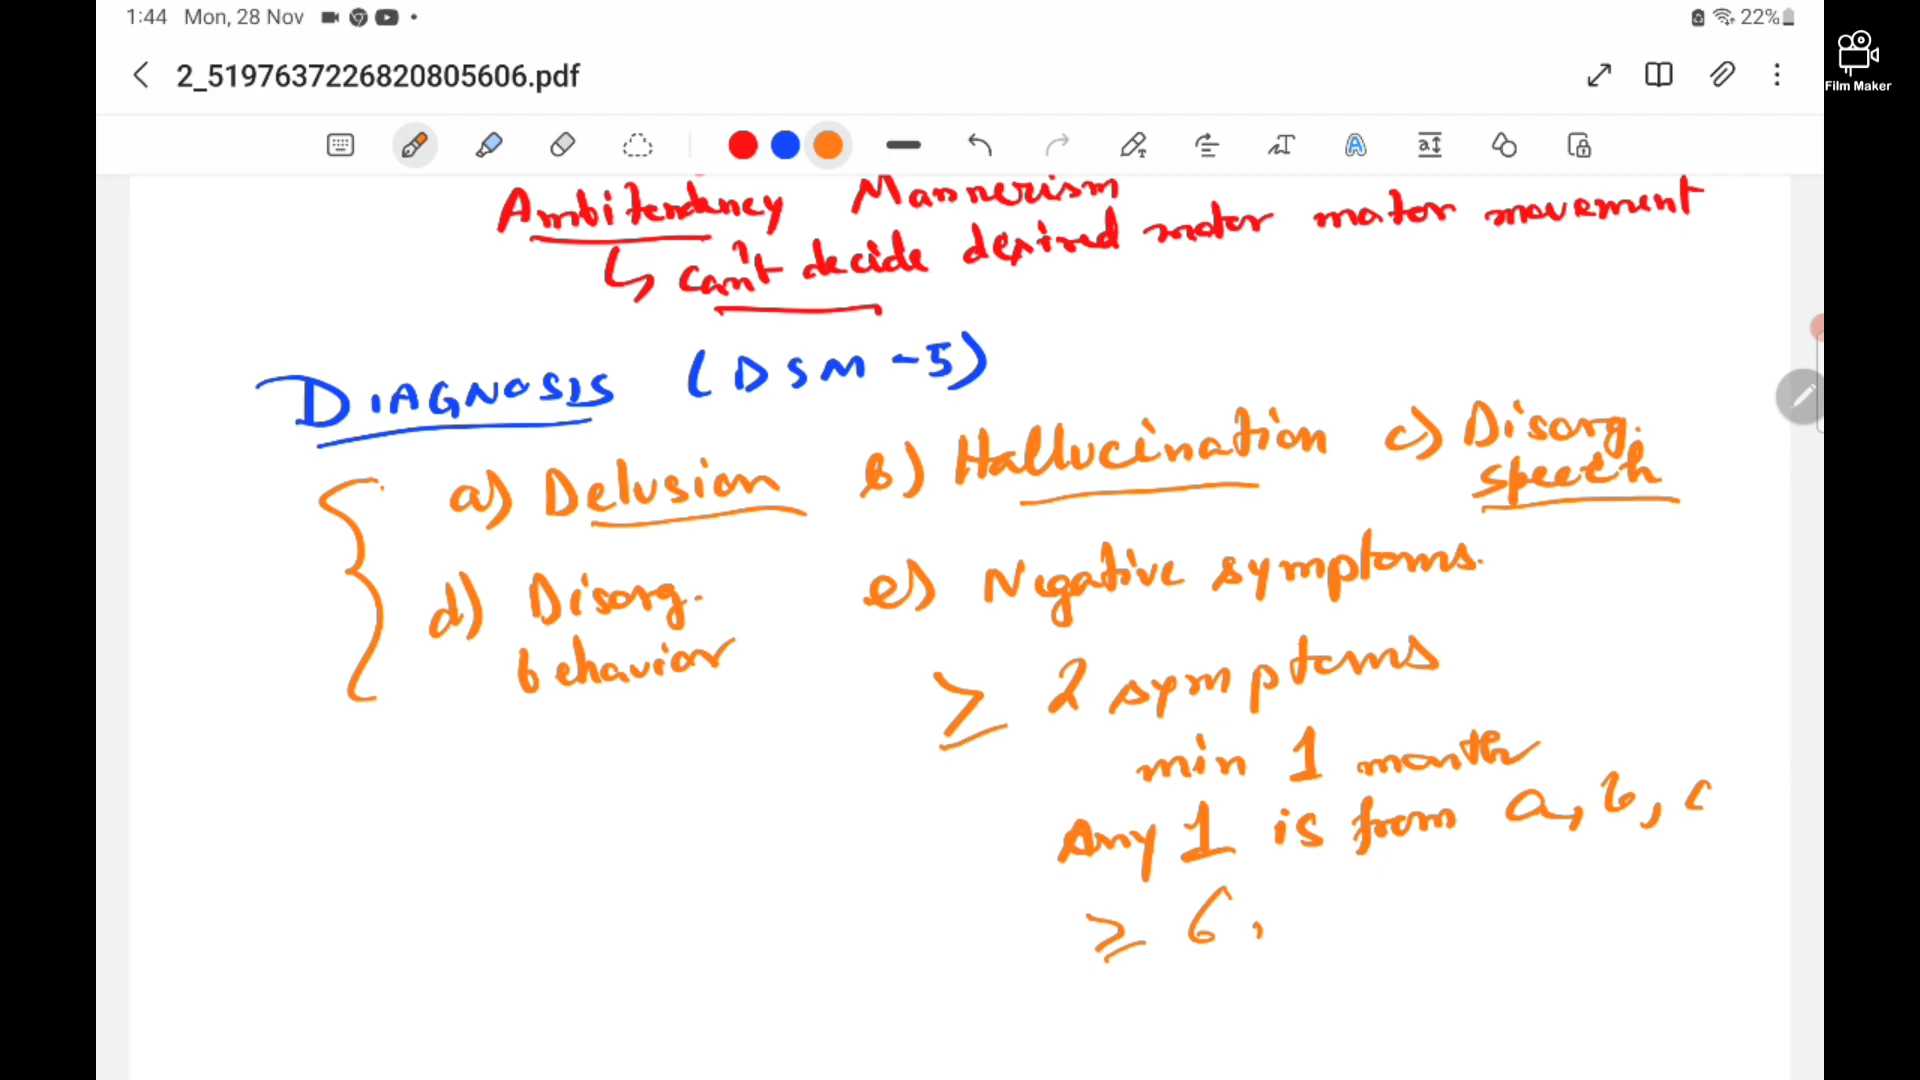 1:44 Mon, 28 Nov
22%
2_5197637226820805606.pdf
Film Maker
Ambitendency Mannerism
↳ can't decide desired motor motor movement
DIAGNOSIS (DSM-5)
a) Delusion b) Hallucination c) Disorg.
speech
d) Disorg. e) Negative symptoms.
behavior
≥ 2 symptoms
min 1 month
Any 1 is from a, b, c
≥ 6